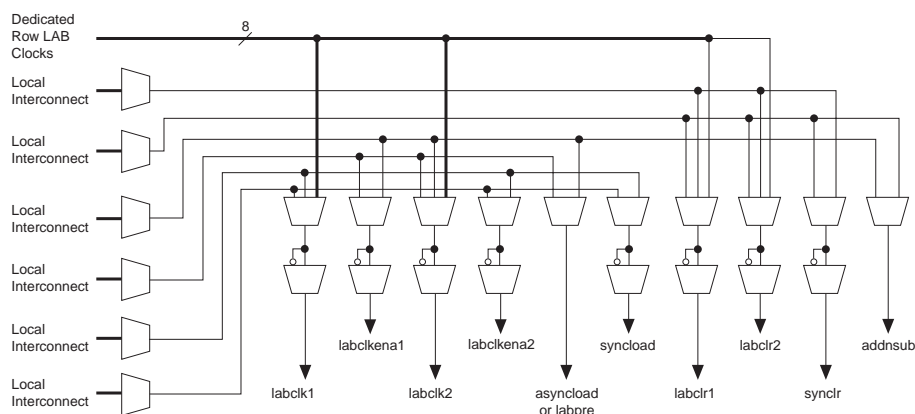 Dedicated
Row LAB
Clocks
8
Local
Interconnect
Local
Interconnect
Local
Interconnect
Local
Interconnect
Local
Interconnect
Local
Interconnect
labclkena1
labclkena2
syncload
labclr2
addnsub
labclk1
labclk2
asyncload
or labpre
labclr1
synclr